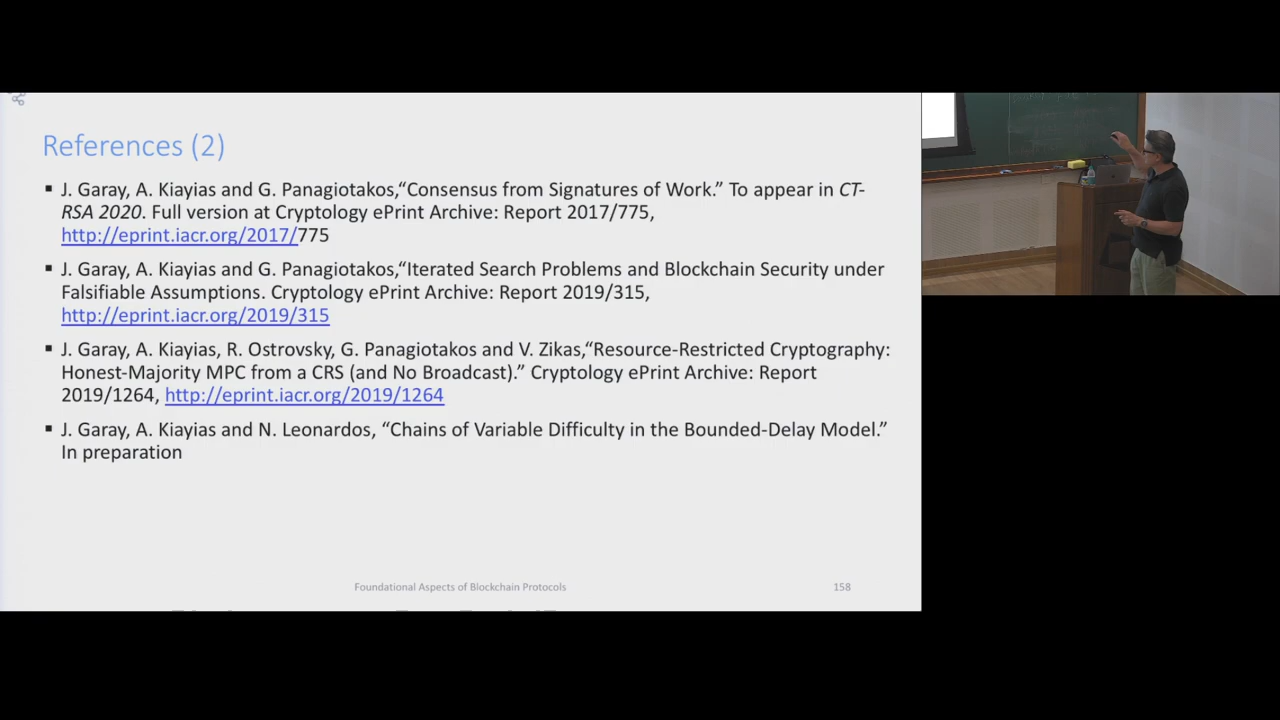 References (2)
▪ J. Garay, A. Kiayias and G. Panagiotakos,“Consensus from Signatures of Work.” To appear in CT-
RSA 2020. Full version at Cryptology ePrint Archive: Report 2017/775,
http://eprint.iacr.org/2017/775
▪ J. Garay, A. Kiayias and G. Panagiotakos,“Iterated Search Problems and Blockchain Security under
Falsifiable Assumptions. Cryptology ePrint Archive: Report 2019/315,
http://eprint.iacr.org/2019/315
▪ J. Garay, A. Kiayias, R. Ostrovsky, G. Panagiotakos and V. Zikas,“Resource-Restricted Cryptography:
Honest-Majority MPC from a CRS (and No Broadcast).” Cryptology ePrint Archive: Report
2019/1264, http://eprint.iacr.org/2019/1264
▪ J. Garay, A. Kiayias and N. Leonardos, “Chains of Variable Difficulty in the Bounded-Delay Model.”
In preparation
Foundational Aspects of Blockchain Protocols
158